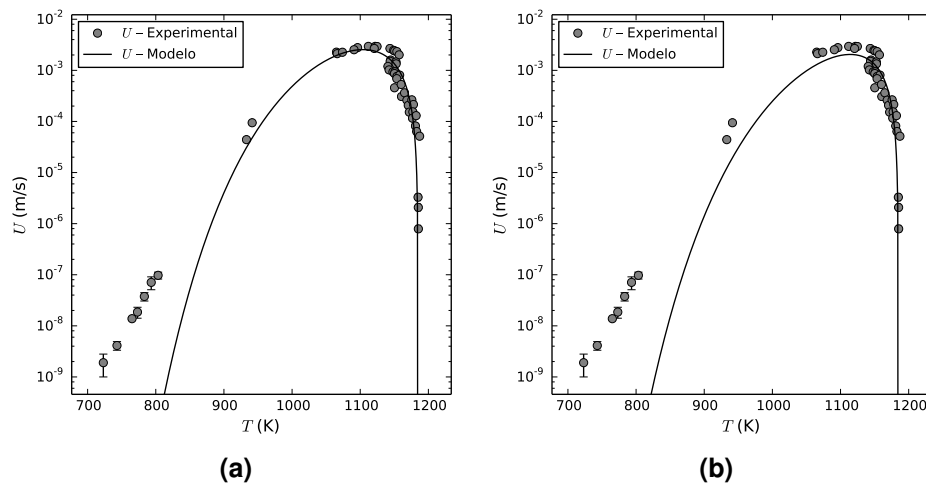 10⁻²
10⁻³
10⁻⁴
10⁻⁵
10⁻⁶
10⁻⁷
10⁻⁸
10⁻⁹
U (m/s)
U – Experimental
U – Modelo
700 800 900 1000 1100 1200
T (K)
(a)
10⁻²
10⁻³
10⁻⁴
10⁻⁵
10⁻⁶
10⁻⁷
10⁻⁸
10⁻⁹
U (m/s)
U – Experimental
U – Modelo
700 800 900 1000 1100 1200
T (K)
(b)